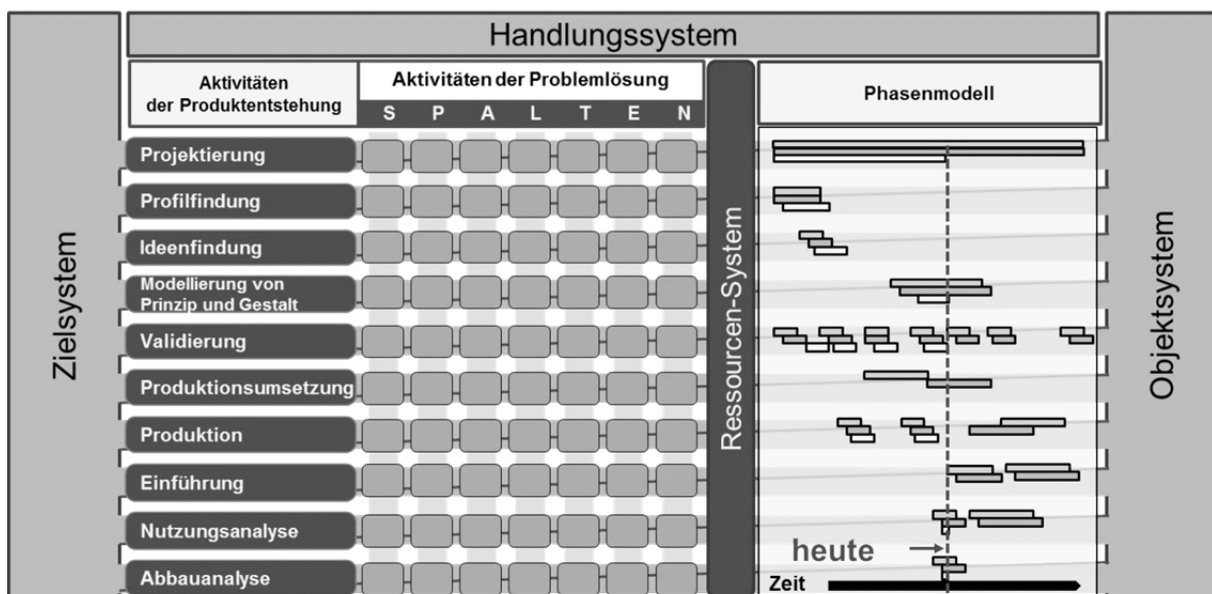 Handlungssystem
Zielsystem
Aktivitäten
der Produktentstehung
Aktivitäten der Problemlösung
S P A L T E N
Ressourcen-System
Phasenmodell
Objektsystem
Projektierung
Profilfindung
Ideenfindung
Modellierung von
Prinzip und Gestalt
Validierung
Produktionsumsetzung
Produktion
Einführung
Nutzungsanalyse
Abbauanalyse
heute
Zeit